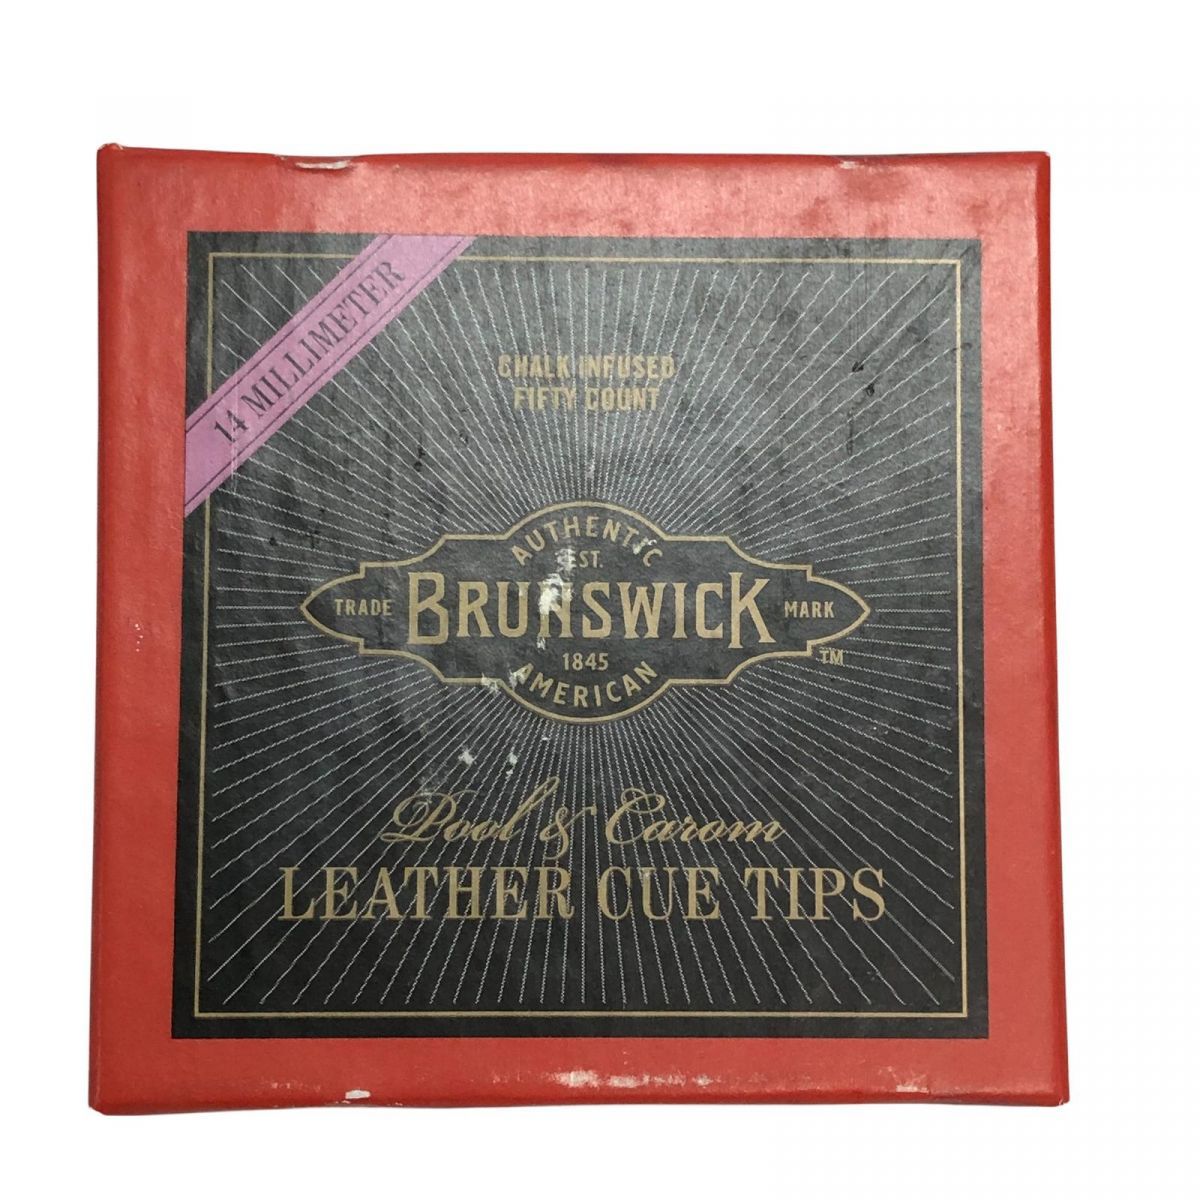 14 MILLIMETER
CHALK INFUSED
FIFTY COUNT
AUTHENTIC
EST.
TRADE BRUNSWICK MARK
TM
1845
AMERICAN
Pool & Carom
LEATHER CUE TIPS